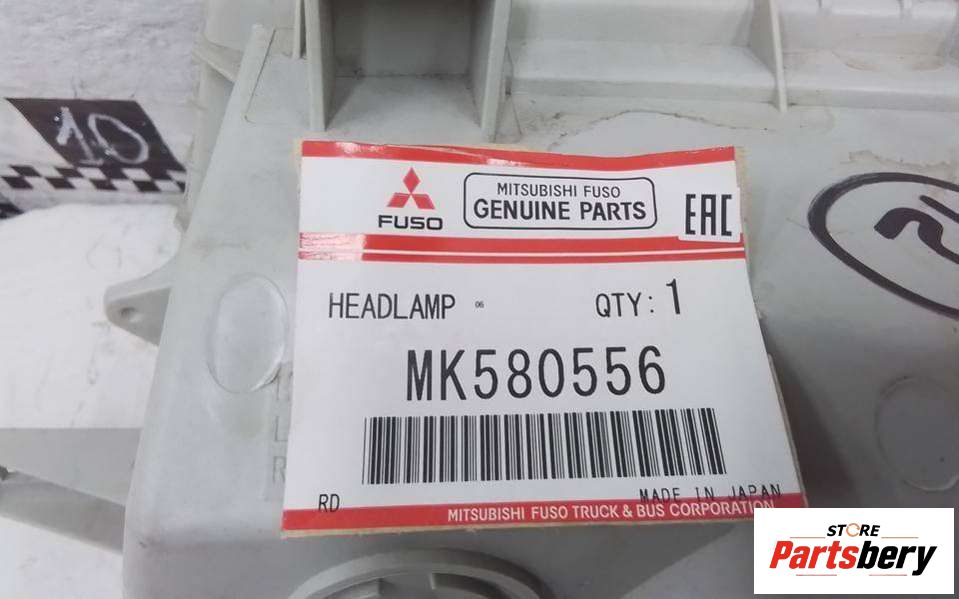 10
MITSUBISHI FUSO
GENUINE PARTS
FUSO
EAC
HEADLAMP 06 QTY: 1
MK580556
RD MADE IN JAPAN
MITSUBISHI FUSO TRUCK & BUS CORPORATION
STORE
Partsbery